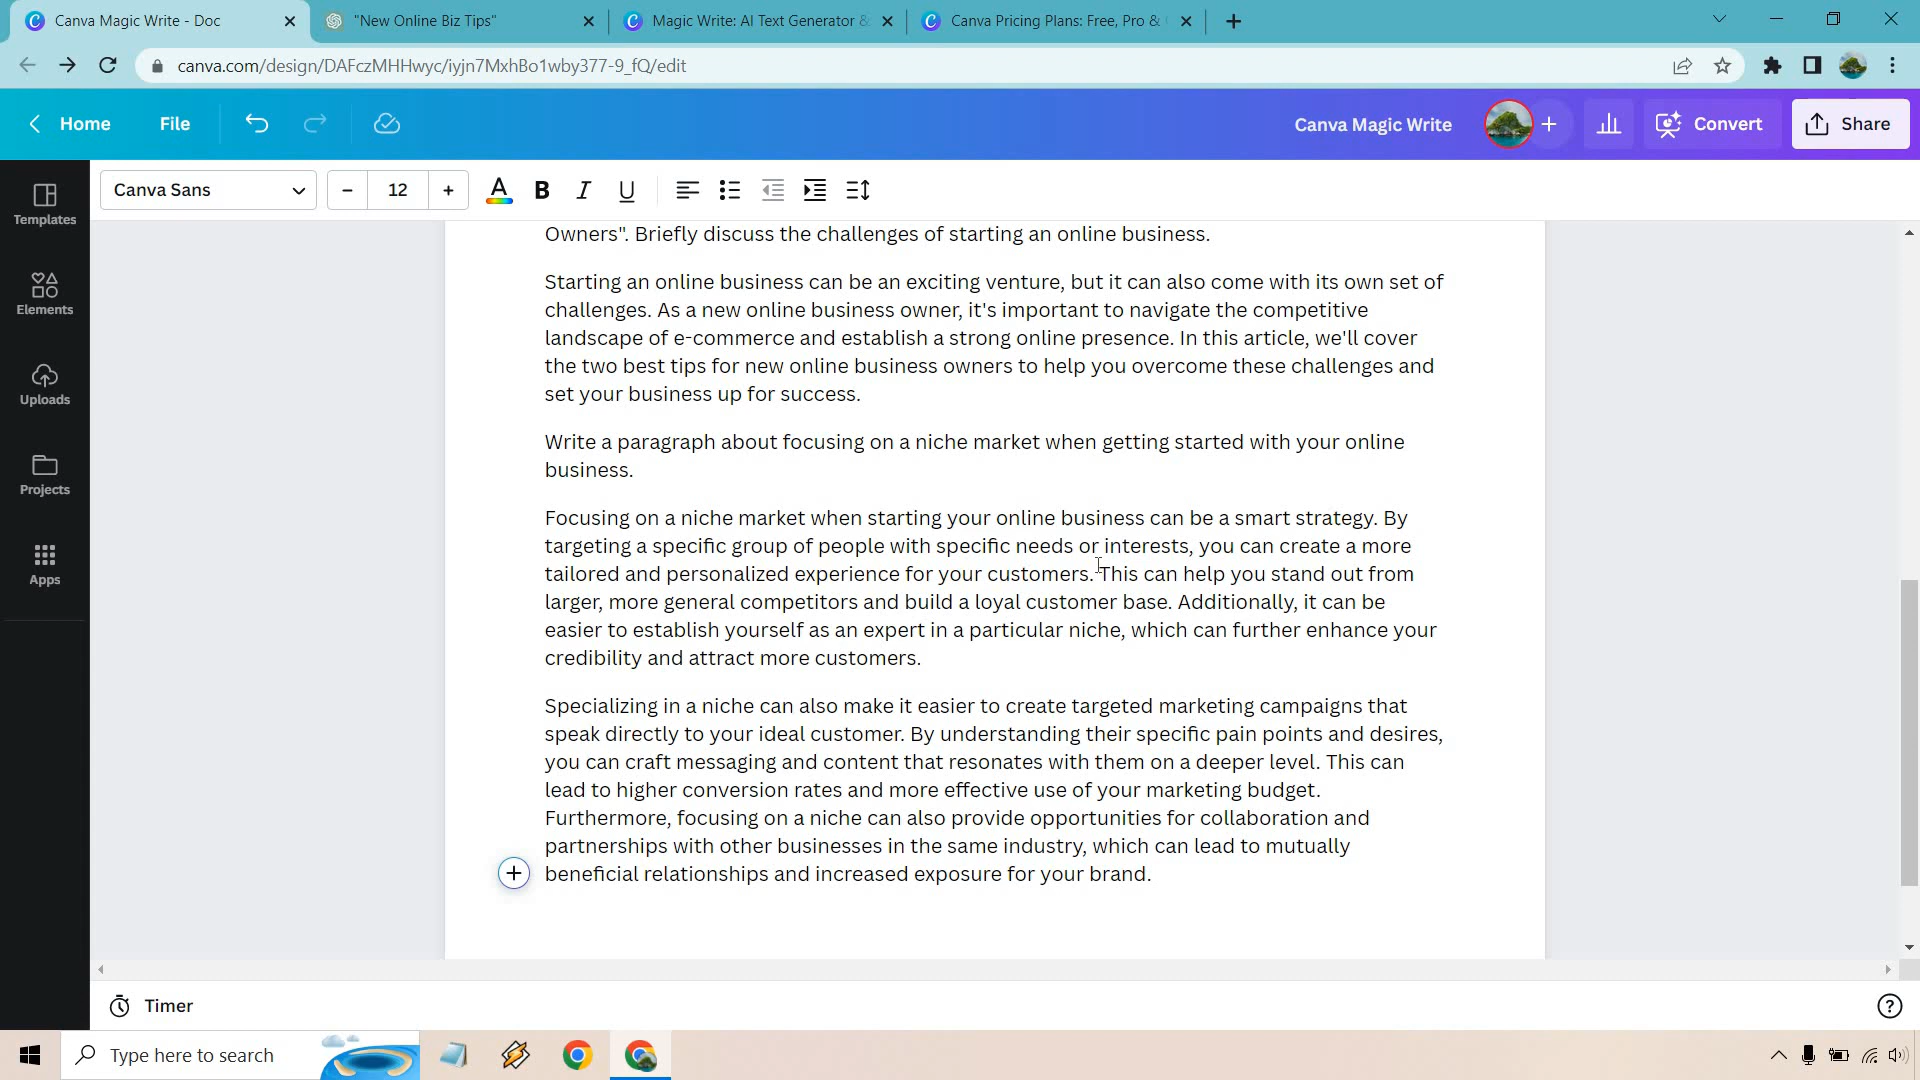 Canva Magic Write - Doc
"New Online Biz Tips"
Magic Write: AI Text Generator &
Canva Pricing Plans: Free, Pro &
canva.com/design/DAFczMHHwyc/iyjn7MxhBo1wby377-9_fQ/edit
Home
File
Canva Magic Write
Convert
Share
Canva Sans
12
A
B
I
U
Templates
Elements
Uploads
Projects
Apps
Owners". Briefly discuss the challenges of starting an online business.
Starting an online business can be an exciting venture, but it can also come with its own set of
challenges. As a new online business owner, it's important to navigate the competitive
landscape of e-commerce and establish a strong online presence. In this article, we'll cover
the two best tips for new online business owners to help you overcome these challenges and
set your business up for success.
Write a paragraph about focusing on a niche market when getting started with your online
business.
Focusing on a niche market when starting your online business can be a smart strategy. By
targeting a specific group of people with specific needs or interests, you can create a more
tailored and personalized experience for your customers. This can help you stand out from
larger, more general competitors and build a loyal customer base. Additionally, it can be
easier to establish yourself as an expert in a particular niche, which can further enhance your
credibility and attract more customers.
Specializing in a niche can also make it easier to create targeted marketing campaigns that
speak directly to your ideal customer. By understanding their specific pain points and desires,
you can craft messaging and content that resonates with them on a deeper level. This can
lead to higher conversion rates and more effective use of your marketing budget.
Furthermore, focusing on a niche can also provide opportunities for collaboration and
partnerships with other businesses in the same industry, which can lead to mutually
beneficial relationships and increased exposure for your brand.
Timer
Type here to search